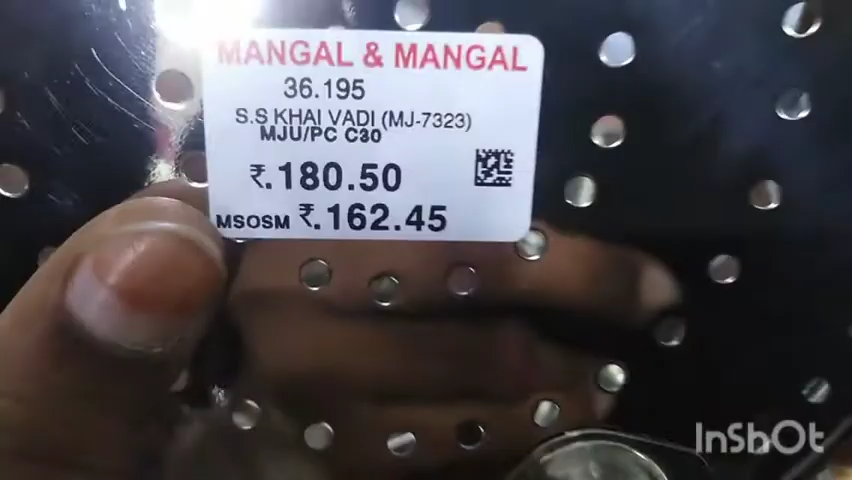 MANGAL & MANGAL
36.195
S.S KHAI VADI (MJ-7323)
MJU/PC C30
₹.180.50
MSOSM ₹.162.45
InShOt